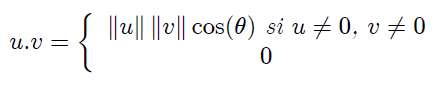 u.v = { ‖u‖ ‖v‖ cos(θ) si u ≠ 0, v ≠ 0
0